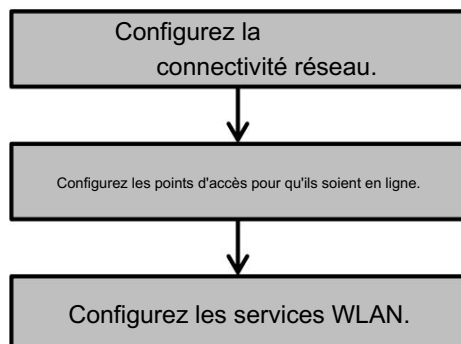 Configurez la
connectivité réseau.
Configurez les points d'accès pour qu'ils soient en ligne.
Configurez les services WLAN.